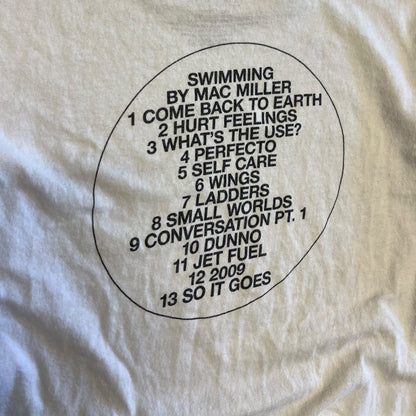 SWIMMING
BY MAC MILLER
1 COME BACK TO EARTH
2 HURT FEELINGS
3 WHAT'S THE USE?
4 PERFECTO
5 SELF CARE
6 WINGS
7 LADDERS
8 SMALL WORLDS
9 CONVERSATION PT. 1
10 DUNNO
11 JET FUEL
12 2009
13 SO IT GOES